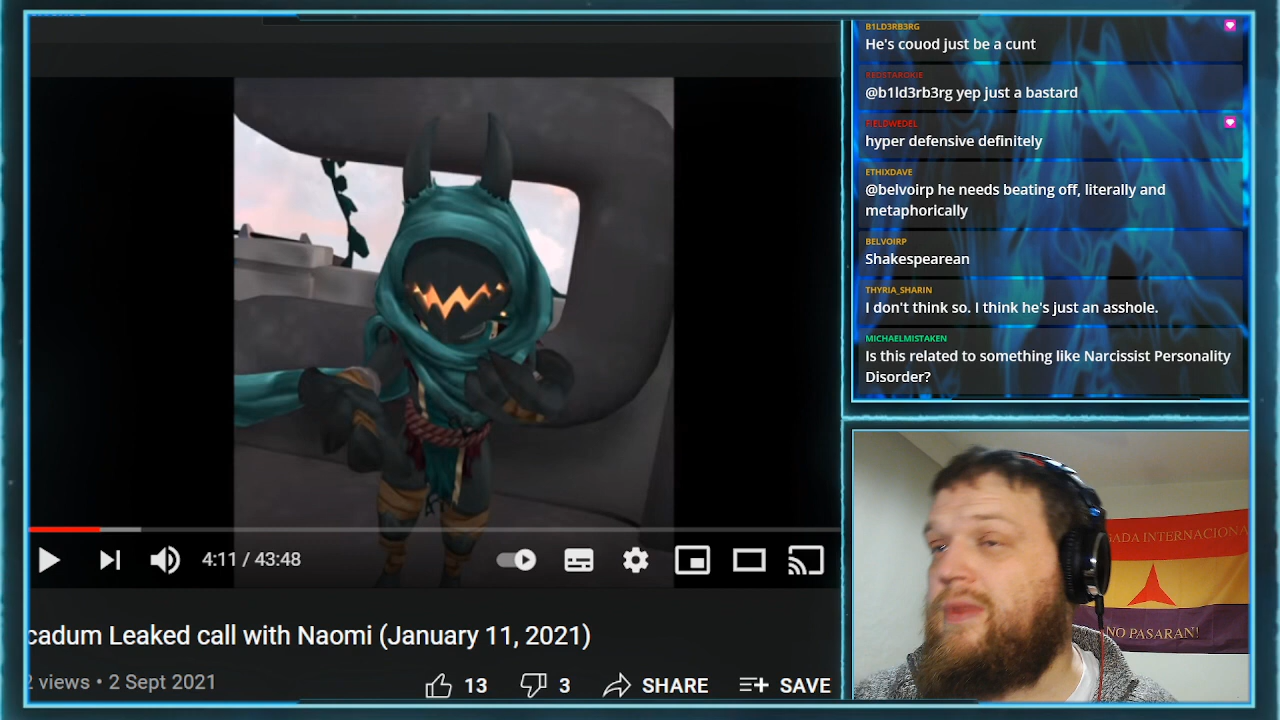 4:11 / 43:48
cadum Leaked call with Naomi (January 11, 2021)
views • 2 Sept 2021
13
3
SHARE
SAVE
B1LD3RB3RG
He's couod just be a cunt
REDSTAROKIE
@b1ld3rb3rg yep just a bastard
FIELDWEDEL
hyper defensive definitely
ETHIXDAVE
@belvoirp he needs beating off, literally and
metaphorically
BELVOIRP
Shakespearean
THYRIA_SHARIN
I don't think so. I think he's just an asshole.
MICHAELMISTAKEN
Is this related to something like Narcissist Personality
Disorder?
GADA INTERNACIONA
NO PASARAN!